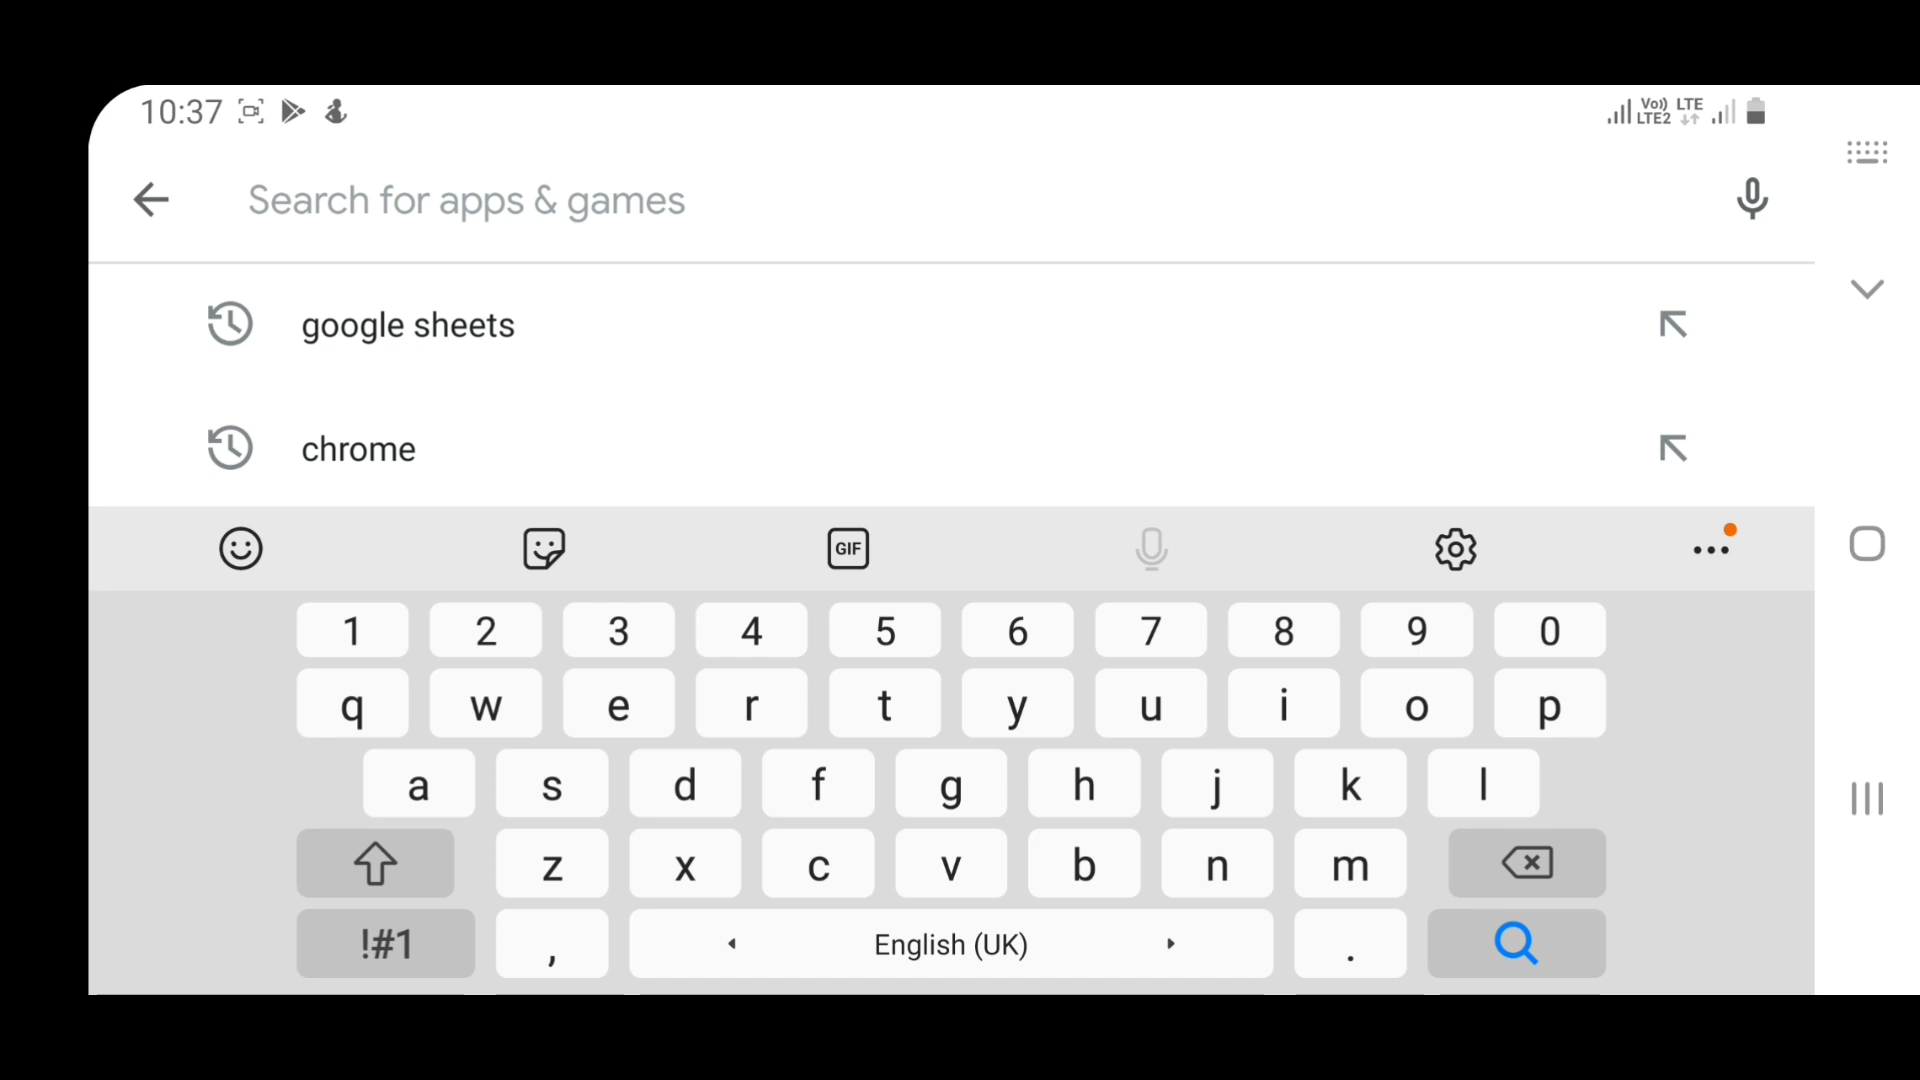 10:37 Vo)) LTE2 LTE
Search for apps & games
google sheets
chrome
GIF
1 2 3 4 5 6 7 8 9 0
q w e r t y u i o p
a s d f g h j k l
z x c v b n m
!#1 , English (UK) .